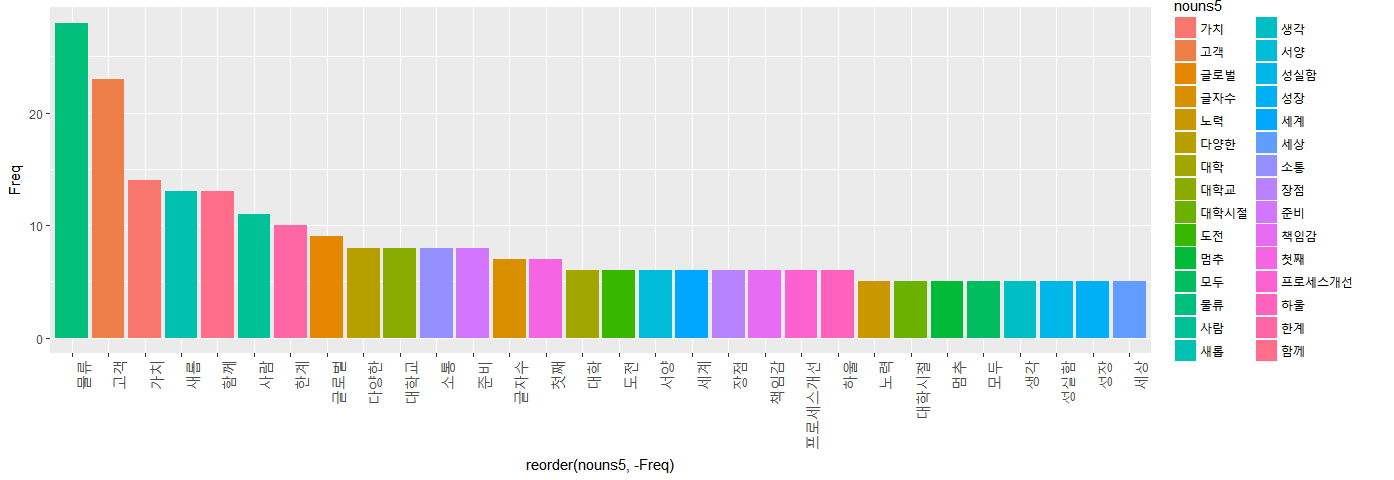 Freq
20
10
0
물류
고객
가치
새롭
함께
사람
한계
글로벌
다양한
대학교
소통
준비
글자수
첫째
대학
도전
서양
세계
장점
책임감
프로세스개선
하울
노력
대학시절
멈추
모두
생각
성실함
성장
세상
reorder(nouns5, -Freq)
nouns5
가치
고객
글로벌
글자수
노력
다양한
대학
대학교
대학시절
도전
멈추
모두
물류
사람
새롭
생각
서양
성실함
성장
세계
세상
소통
장점
준비
책임감
첫째
프로세스개선
하울
한계
함께